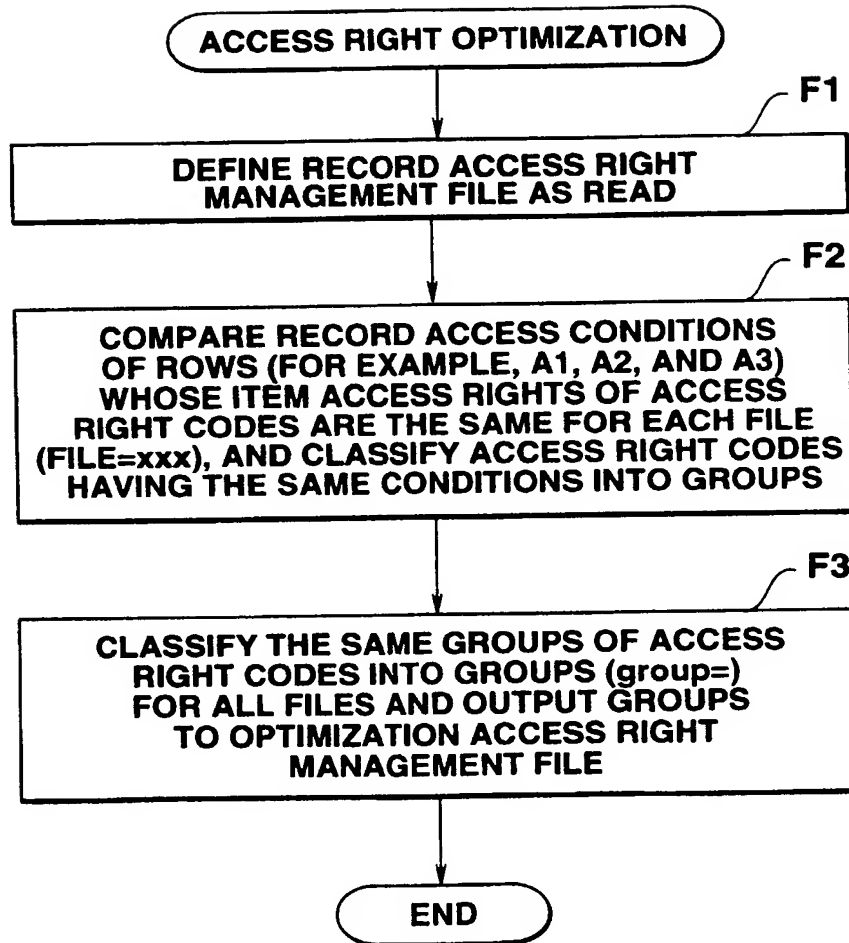 ACCESS RIGHT OPTIMIZATION
F1
DEFINE RECORD ACCESS RIGHT
MANAGEMENT FILE AS READ
F2
COMPARE RECORD ACCESS CONDITIONS
OF ROWS (FOR EXAMPLE, A1, A2, AND A3)
WHOSE ITEM ACCESS RIGHTS OF ACCESS
RIGHT CODES ARE THE SAME FOR EACH FILE
(FILE=xxx), AND CLASSIFY ACCESS RIGHT CODES
HAVING THE SAME CONDITIONS INTO GROUPS
F3
CLASSIFY THE SAME GROUPS OF ACCESS
RIGHT CODES INTO GROUPS (group=)
FOR ALL FILES AND OUTPUT GROUPS
TO OPTIMIZATION ACCESS RIGHT
MANAGEMENT FILE
END